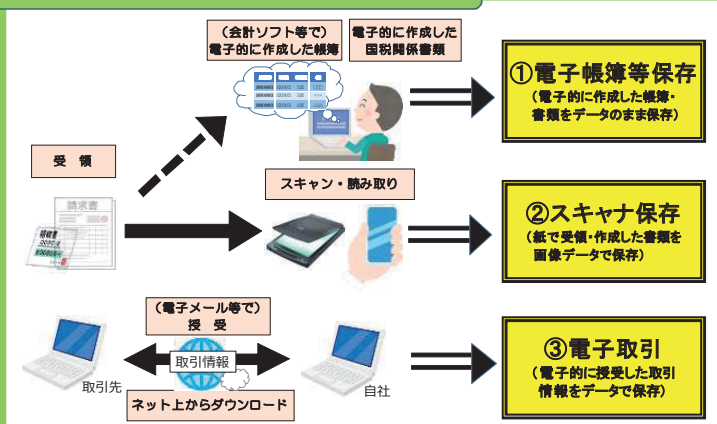 (会計ソフト等で)
電子的に作成した帳簿
電子的に作成した
国税関係書類
①電子帳簿等保存
(電子的に作成した帳簿・
書類をデータのまま保存)
受 領
請求書
領収書
スキャン・読み取り
②スキャナ保存
(紙で受領・作成した書類を
画像データで保存)
(電子メール等で)
授 受
取引情報
取引先
自社
ネット上からダウンロード
③電子取引
(電子的に授受した取引
情報をデータで保存)